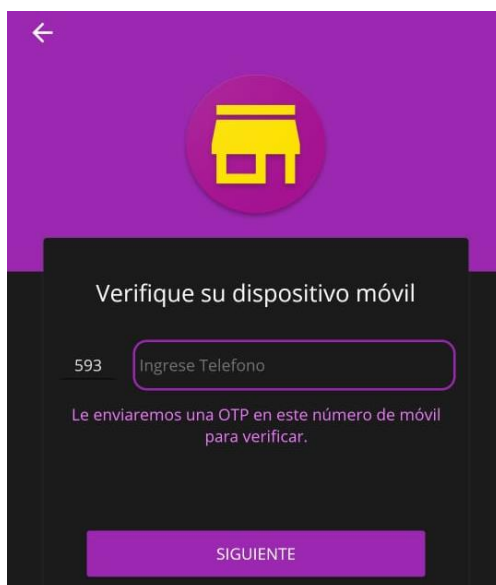 Verifique su dispositivo móvil
593 Ingrese Telefono
Le enviaremos una OTP en este número de móvil
para verificar.
SIGUIENTE